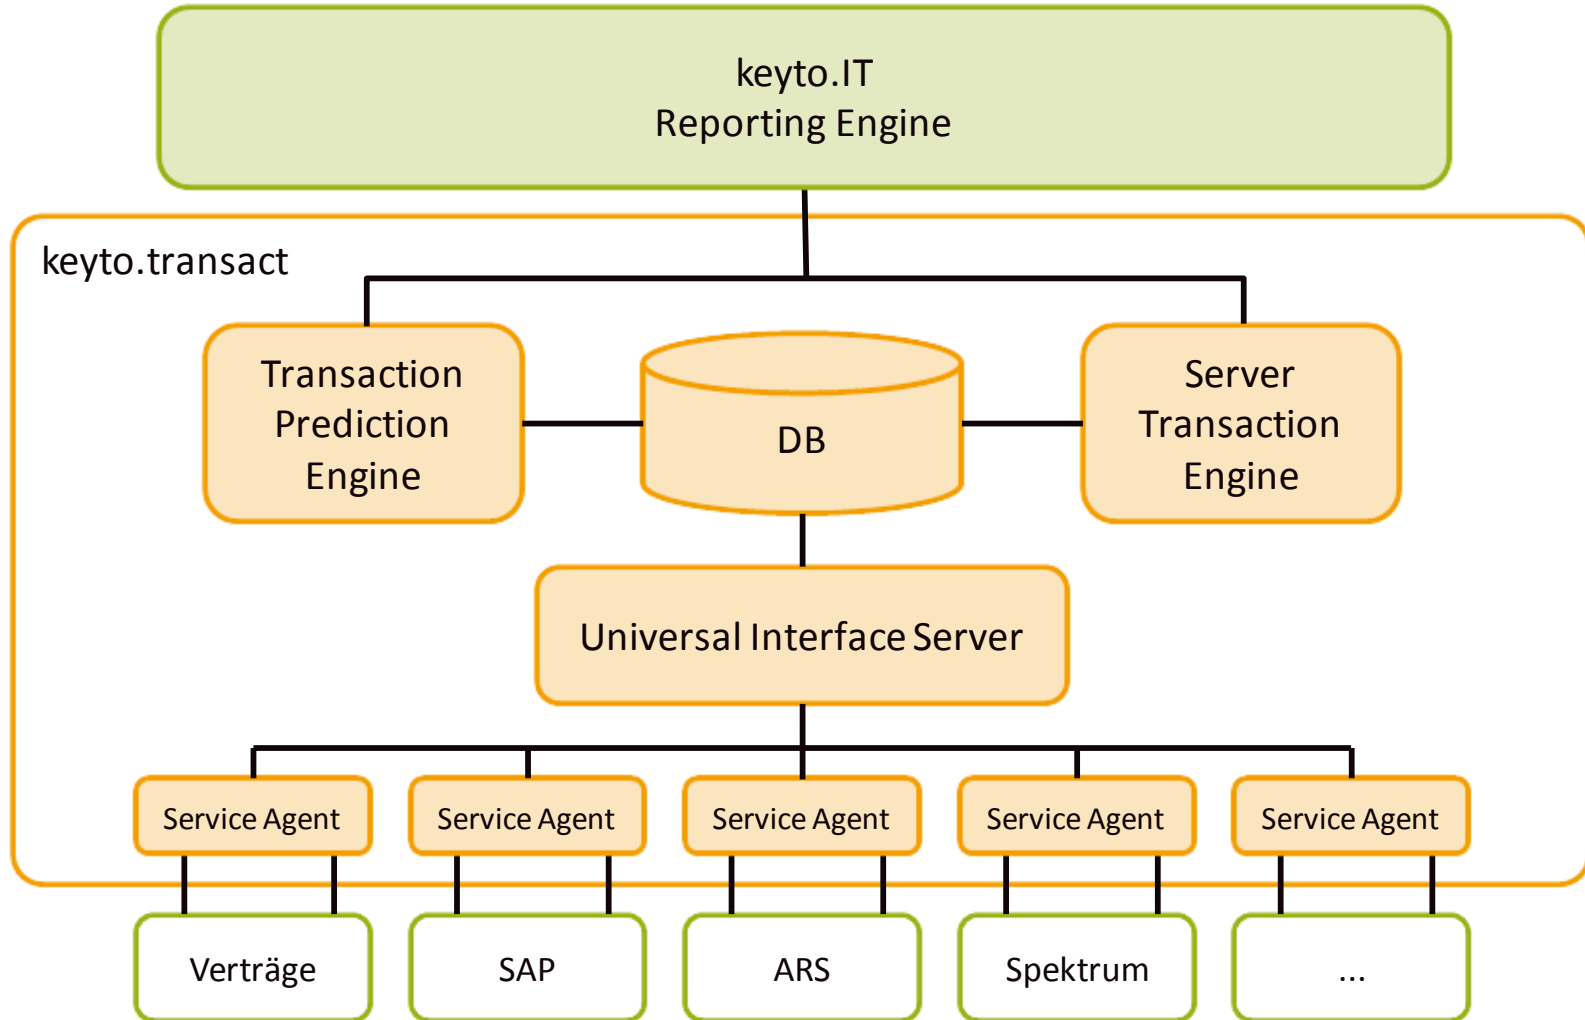 keyto.IT
Reporting Engine
keyto.transact
Transaction
Prediction
Engine
DB
Server
Transaction
Engine
Universal Interface Server
Service Agent
Service Agent
Service Agent
Service Agent
Service Agent
Verträge
SAP
ARS
Spektrum
...